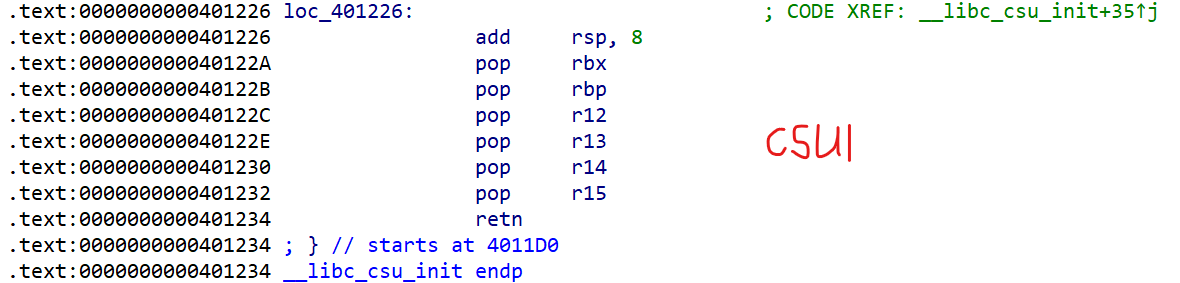 .text:0000000000401226 loc_401226: ; CODE XREF: __libc_csu_init+35↑j
.text:0000000000401226 add rsp, 8
.text:000000000040122A pop rbx
.text:000000000040122B pop rbp
.text:000000000040122C pop r12
.text:000000000040122E pop r13
.text:0000000000401230 pop r14
.text:0000000000401232 pop r15
.text:0000000000401234 retn
.text:0000000000401234 ; } // starts at 4011D0
.text:0000000000401234 __libc_csu_init endp
CSU1